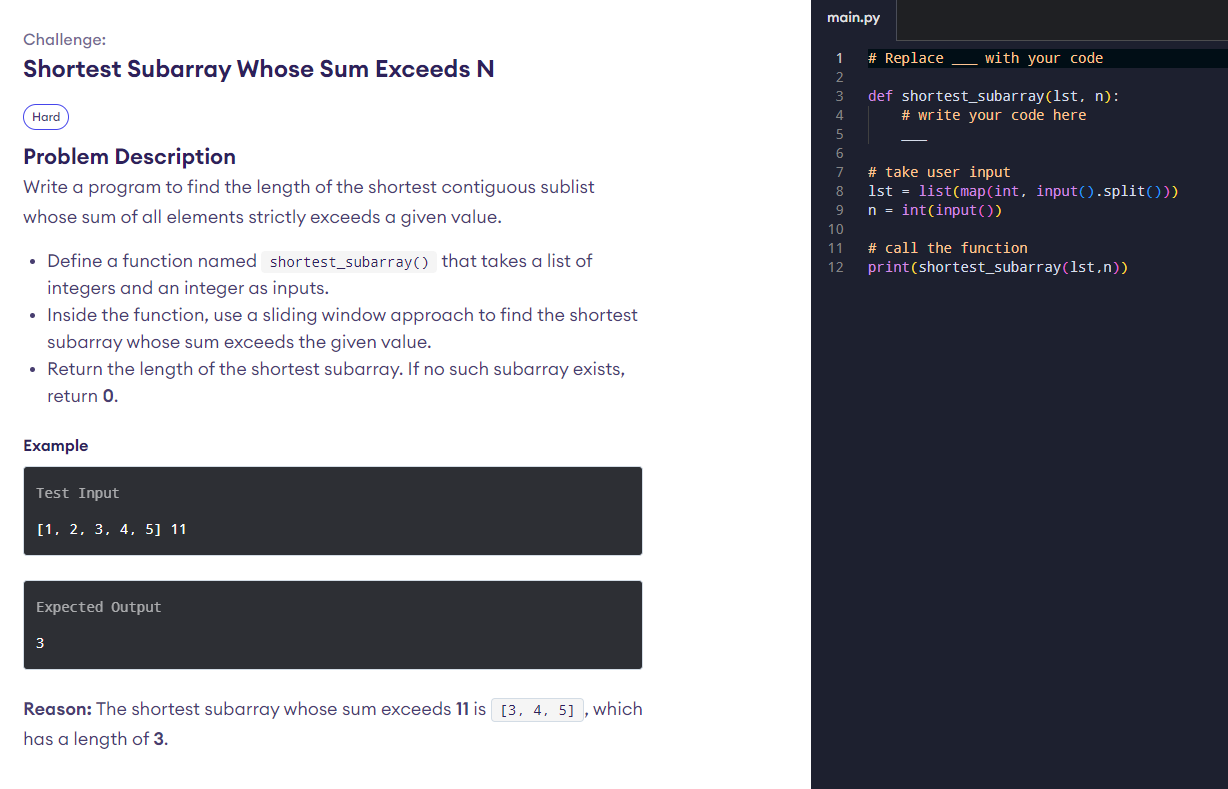 Challenge:
Shortest Subarray Whose Sum Exceeds N
Hard
Problem Description
Write a program to find the length of the shortest contiguous sublist
whose sum of all elements strictly exceeds a given value.
• Define a function named shortest_subarray() that takes a list of
integers and an integer as inputs.
• Inside the function, use a sliding window approach to find the shortest
subarray whose sum exceeds the given value.
• Return the length of the shortest subarray. If no such subarray exists,
return 0.
Example
Test Input
[1, 2, 3, 4, 5] 11
Expected Output
3
Reason: The shortest subarray whose sum exceeds 11 is [3, 4, 5], which
has a length of 3.
main.py
1 # Replace ___ with your code
2
3 def shortest_subarray(lst, n):
4     # write your code here
5     ___
6
7 # take user input
8 lst = list(map(int, input().split()))
9 n = int(input())
10
11 # call the function
12 print(shortest_subarray(lst,n))